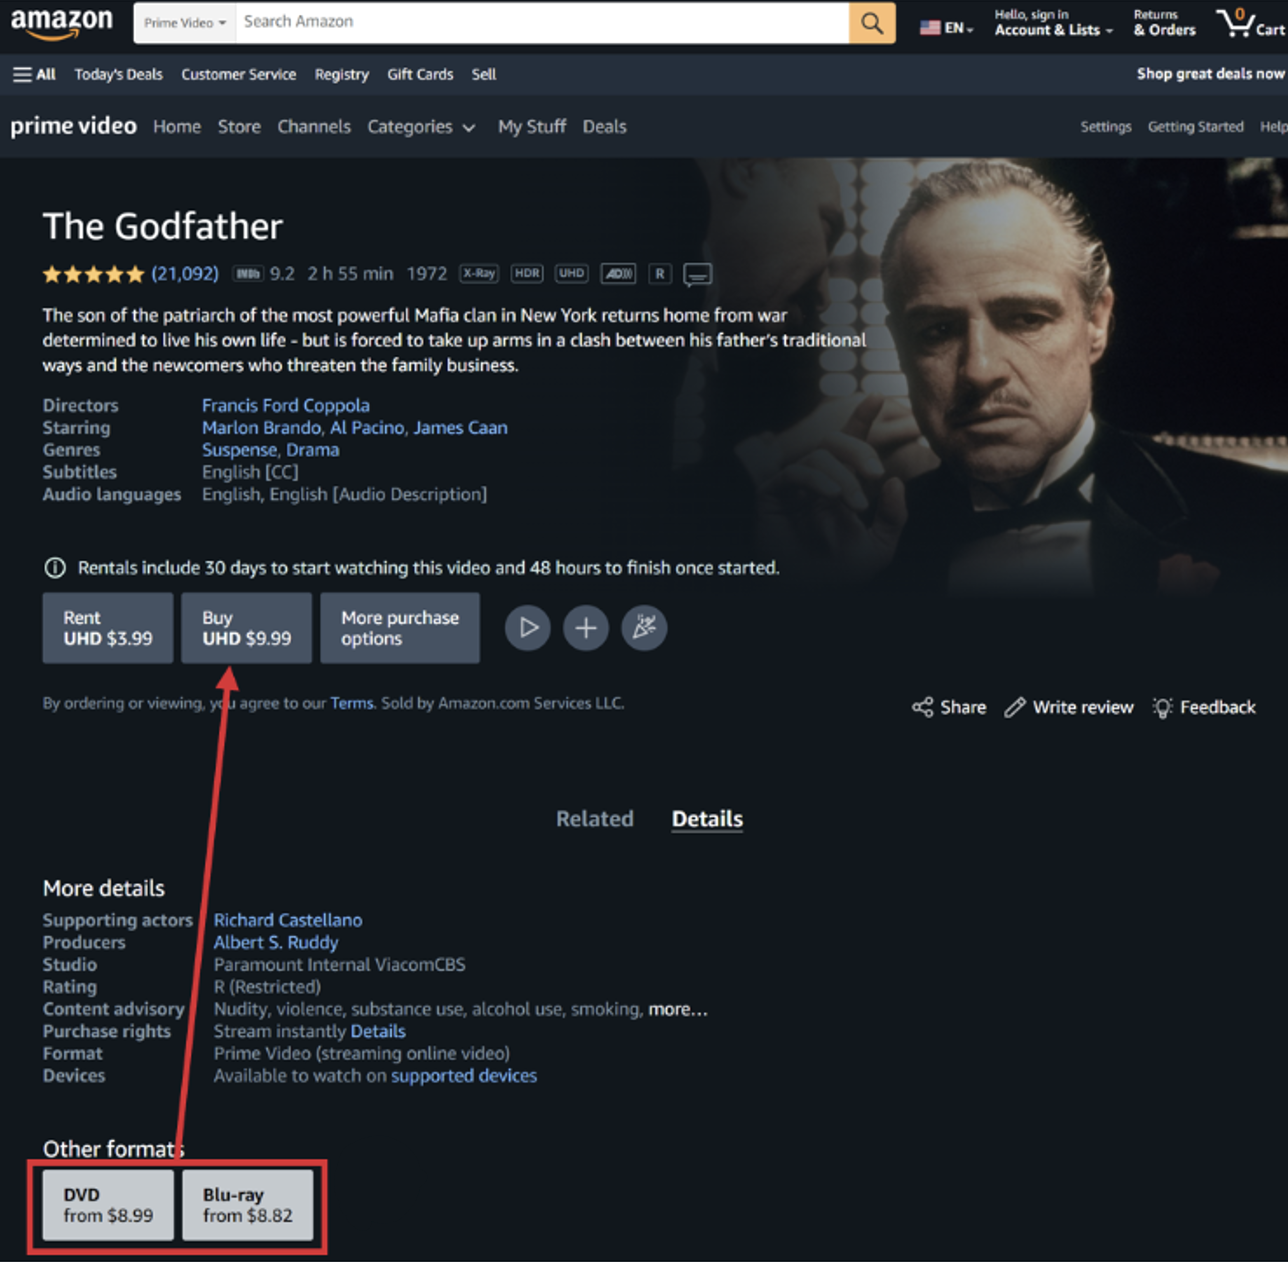 amazon
Prime Video
Search Amazon
EN
Hello, sign in
Account & Lists
Returns
& Orders
0
Cart
All
Today's Deals
Customer Service
Registry
Gift Cards
Sell
Shop great deals now
prime video
Home
Store
Channels
Categories
My Stuff
Deals
Settings
Getting Started
Help
The Godfather
(21,092) IMDb 9.2 2 h 55 min 1972 X-Ray HDR UHD AD R
The son of the patriarch of the most powerful Mafia clan in New York returns home from war
determined to live his own life - but is forced to take up arms in a clash between his father's traditional
ways and the newcomers who threaten the family business.
Directors Francis Ford Coppola
Starring Marlon Brando, Al Pacino, James Caan
Genres Suspense, Drama
Subtitles English [CC]
Audio languages English, English [Audio Description]
Rentals include 30 days to start watching this video and 48 hours to finish once started.
Rent
UHD $3.99
Buy
UHD $9.99
More purchase
options
By ordering or viewing, you agree to our Terms. Sold by Amazon.com Services LLC.
Share
Write review
Feedback
Related
Details
More details
Supporting actors Richard Castellano
Producers Albert S. Ruddy
Studio Paramount Internal ViacomCBS
Rating R (Restricted)
Content advisory Nudity, violence, substance use, alcohol use, smoking, more...
Purchase rights Stream instantly Details
Format Prime Video (streaming online video)
Devices Available to watch on supported devices
Other formats
DVD
from $8.99
Blu-ray
from $8.82